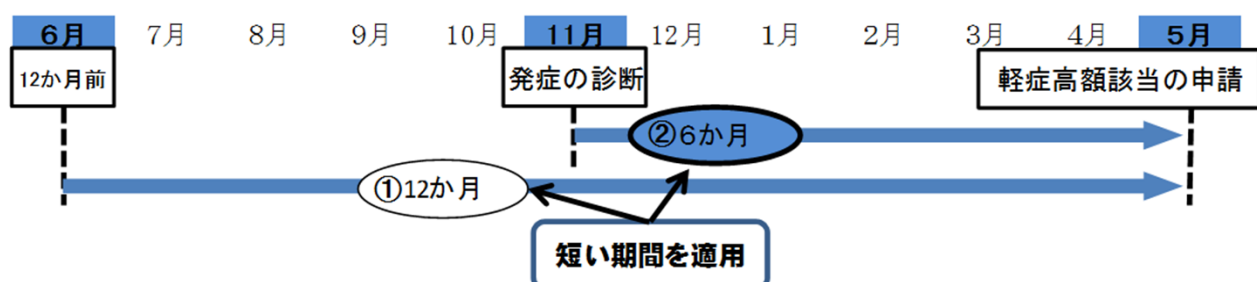 6月 7月 8月 9月 10月 11月 12月 1月 2月 3月 4月 5月
12か月前 発症の診断 軽症高額該当の申請
②6か月
①12か月
短い期間を適用